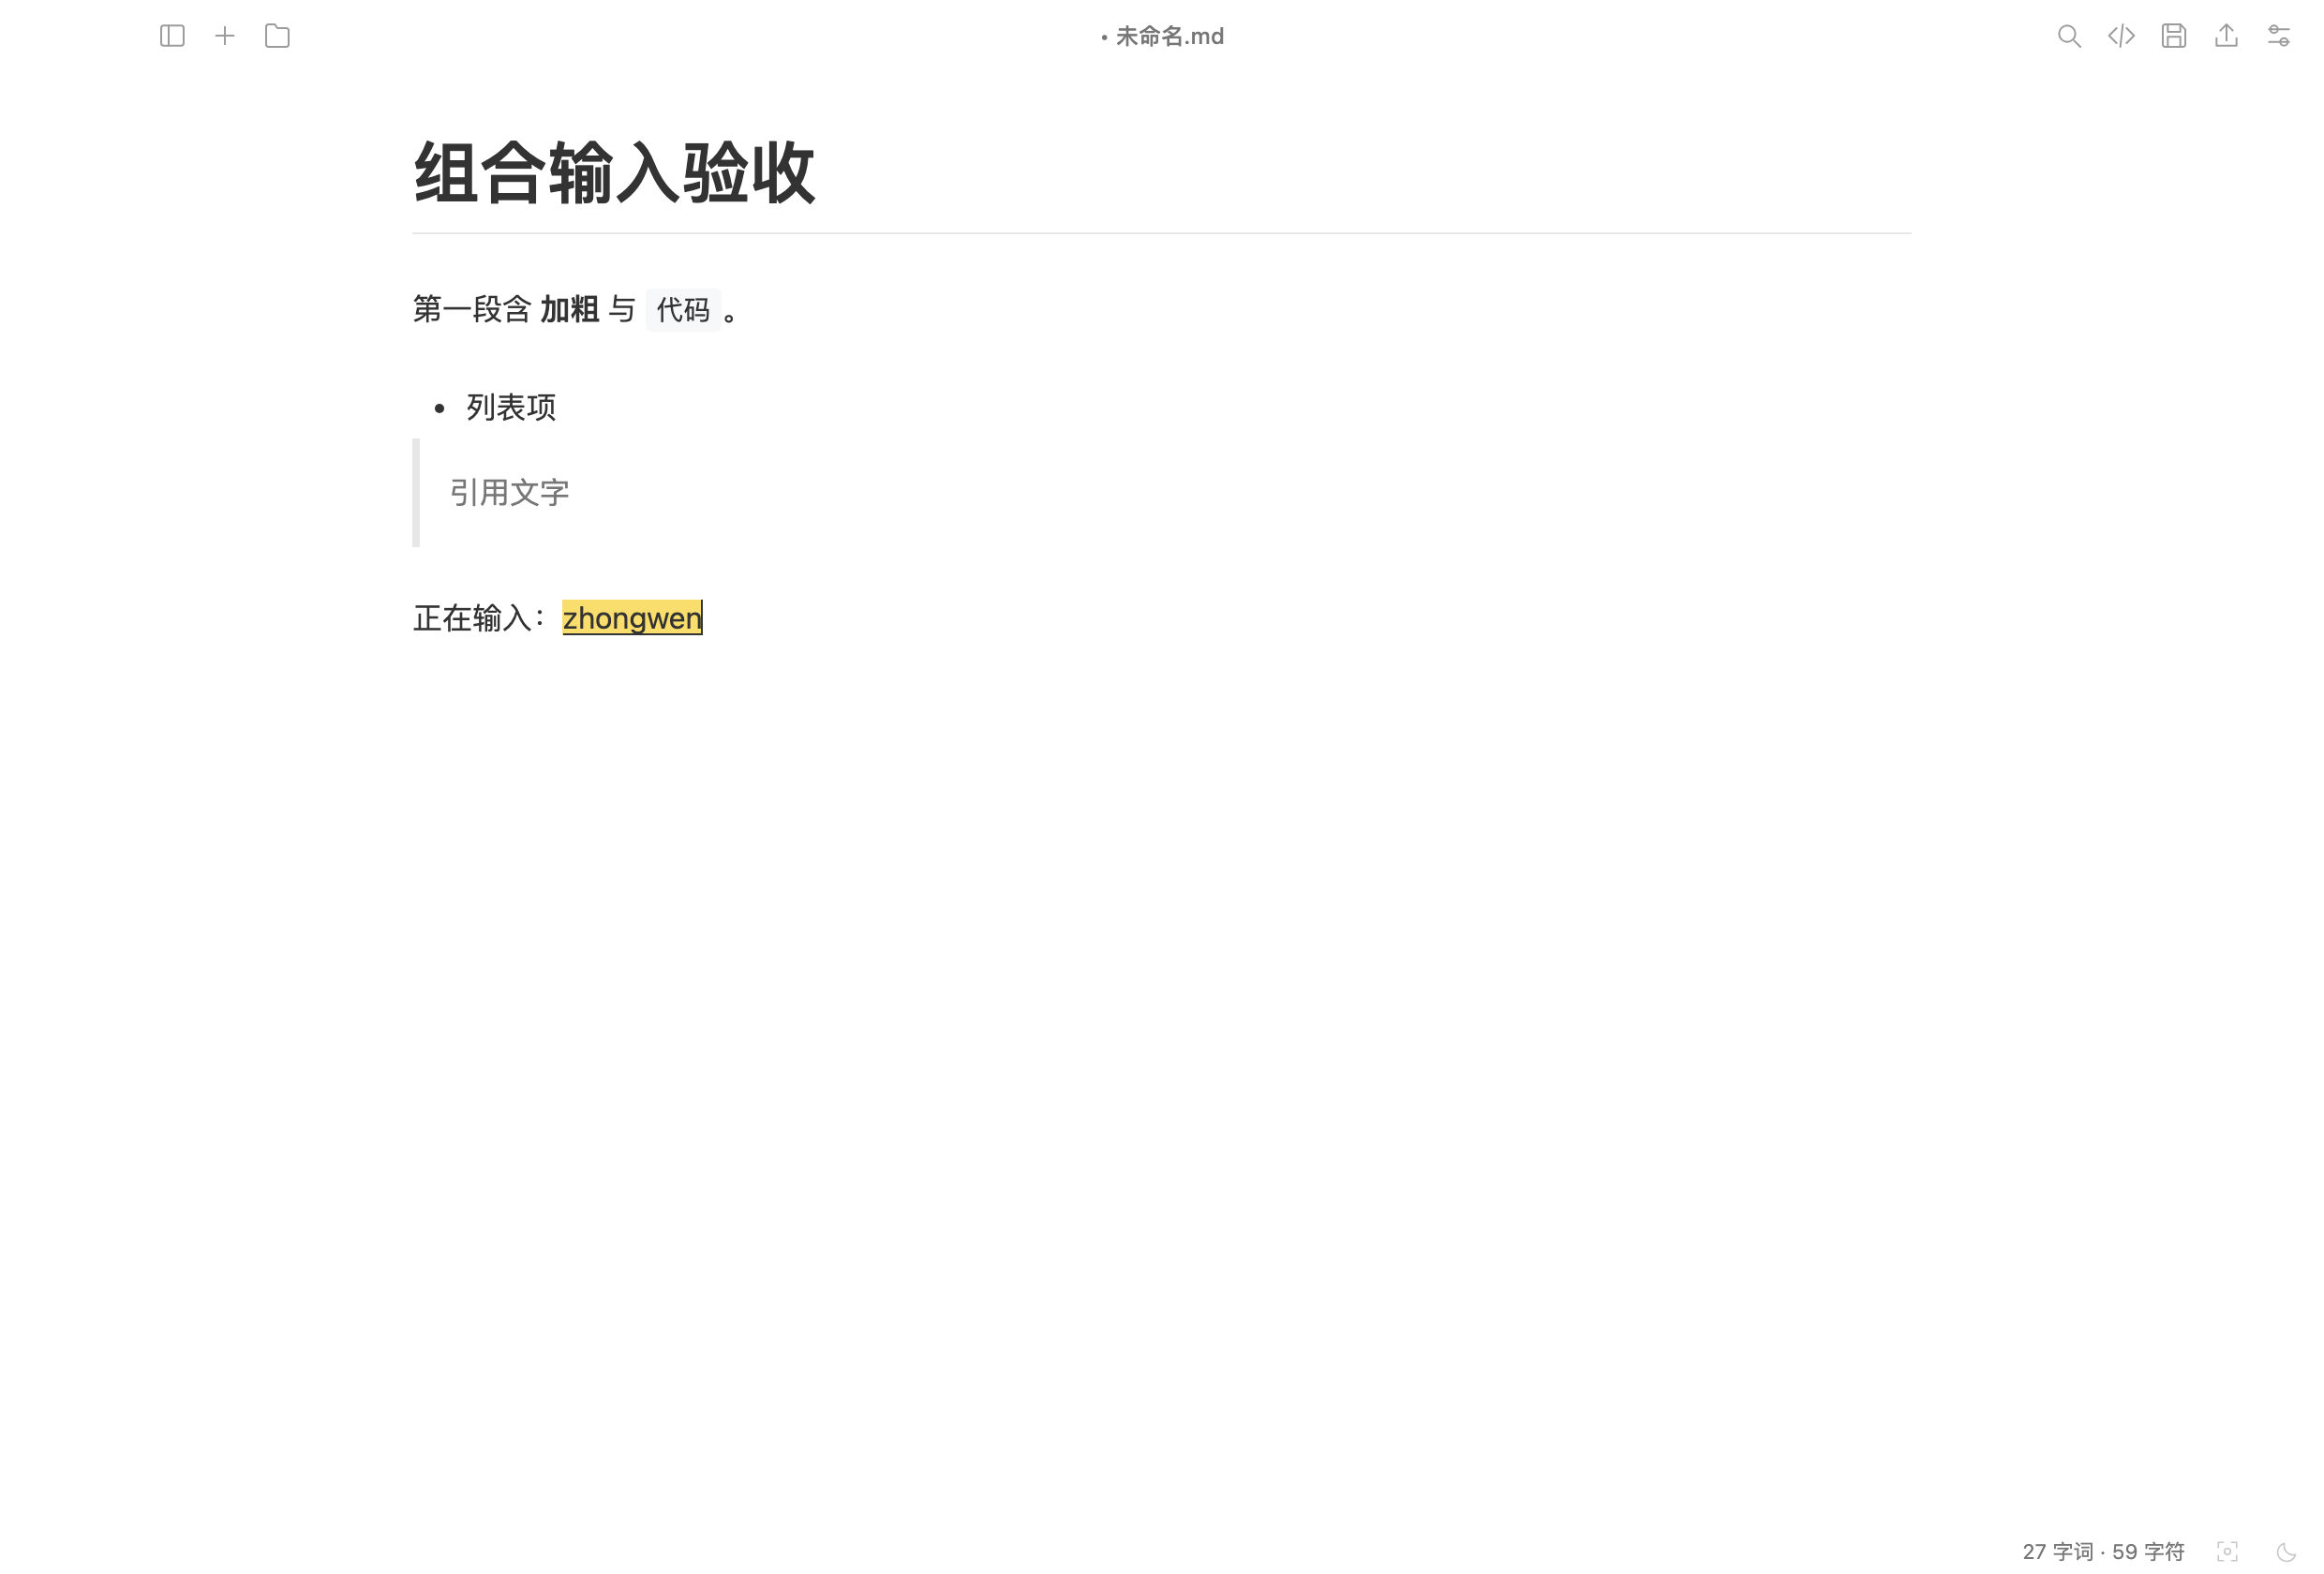 • 未命名.md
组合输入验收
第一段含 加粗 与 代码。
• 列表项
引用文字
正在输入：zhongwen
27 字词 · 59 字符